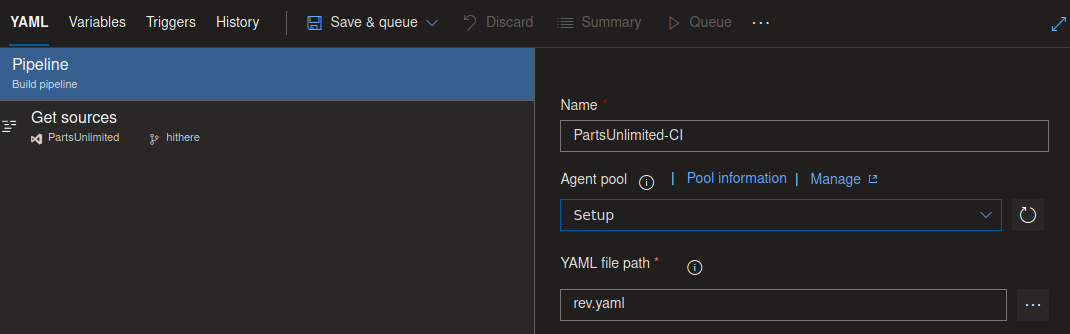 YAML Variables Triggers History Save & queue Discard Summary Queue ...
Pipeline
Build pipeline
Get sources
PartsUnlimited hithere
Name *
PartsUnlimited-CI
Agent pool | Pool information | Manage
Setup
YAML file path *
rev.yaml ...